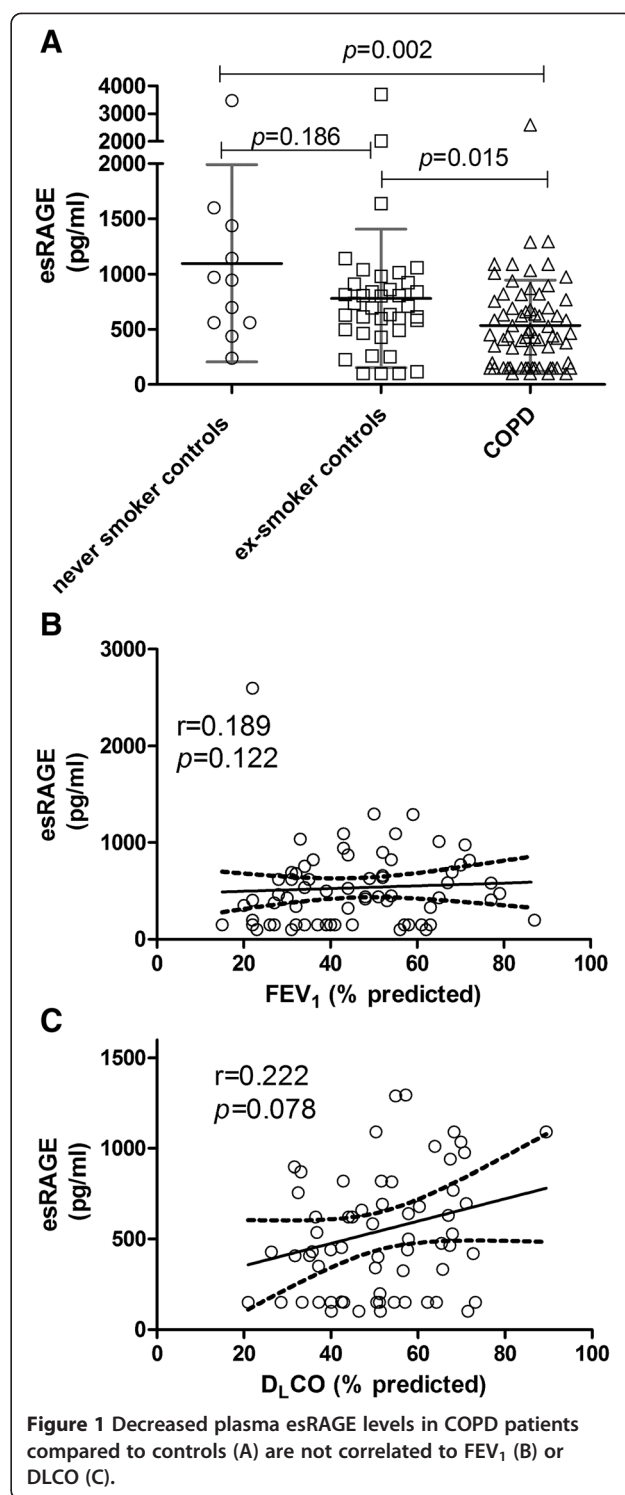 A
p=0.002
4000
3000
2000
p=0.186
p=0.015
2000
1500
1000
500
0
esRAGE
(pg/ml)
never smoker controls
ex-smoker controls
COPD
B
3000
2000
1000
0
esRAGE
(pg/ml)
r=0.189
p=0.122
0 20 40 60 80 100
FEV₁ (% predicted)
C
1500
1000
500
0
esRAGE
(pg/ml)
r=0.222
p=0.078
0 20 40 60 80 100
DLCO (% predicted)
Figure 1 Decreased plasma esRAGE levels in COPD patients
compared to controls (A) are not correlated to FEV₁ (B) or
DLCO (C).